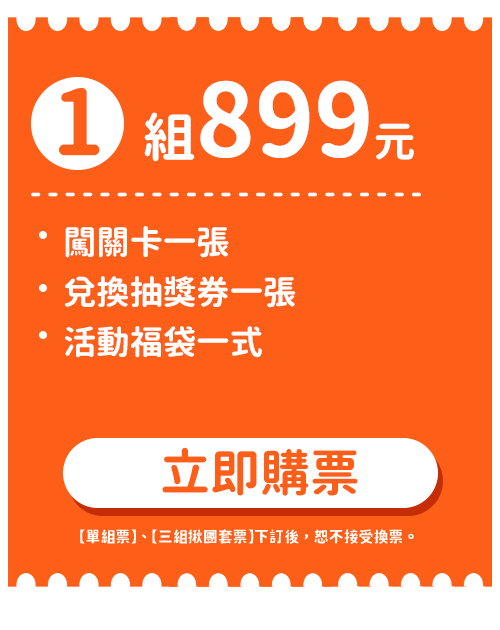 1組899元
・闖關卡一張
・兌換抽獎券一張
・活動福袋一式
立即購票
【單組票】、【三組揪團套票】下訂後，恕不接受換票。